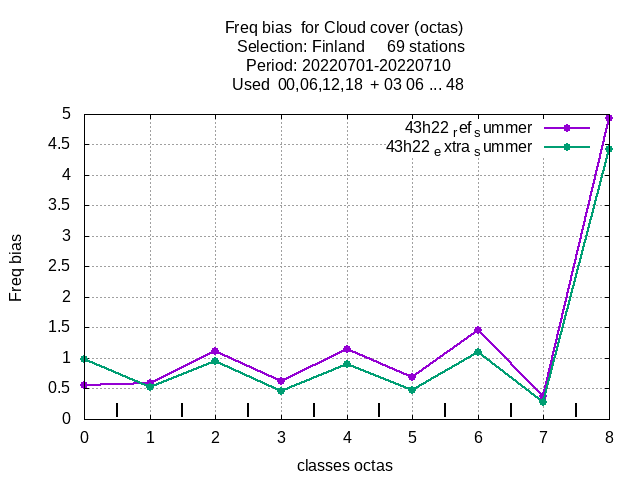 Freq bias  for Cloud cover (octas)
Selection: Finland     69 stations
Period: 20220701-20220710
Used  00,06,12,18  + 03 06 ... 48
43h22 ref summer
43h22 extra summer
5
4.5
4
3.5
3
2.5
2
1.5
1
0.5
0
Freq bias
0 1 2 3 4 5 6 7 8
classes octas